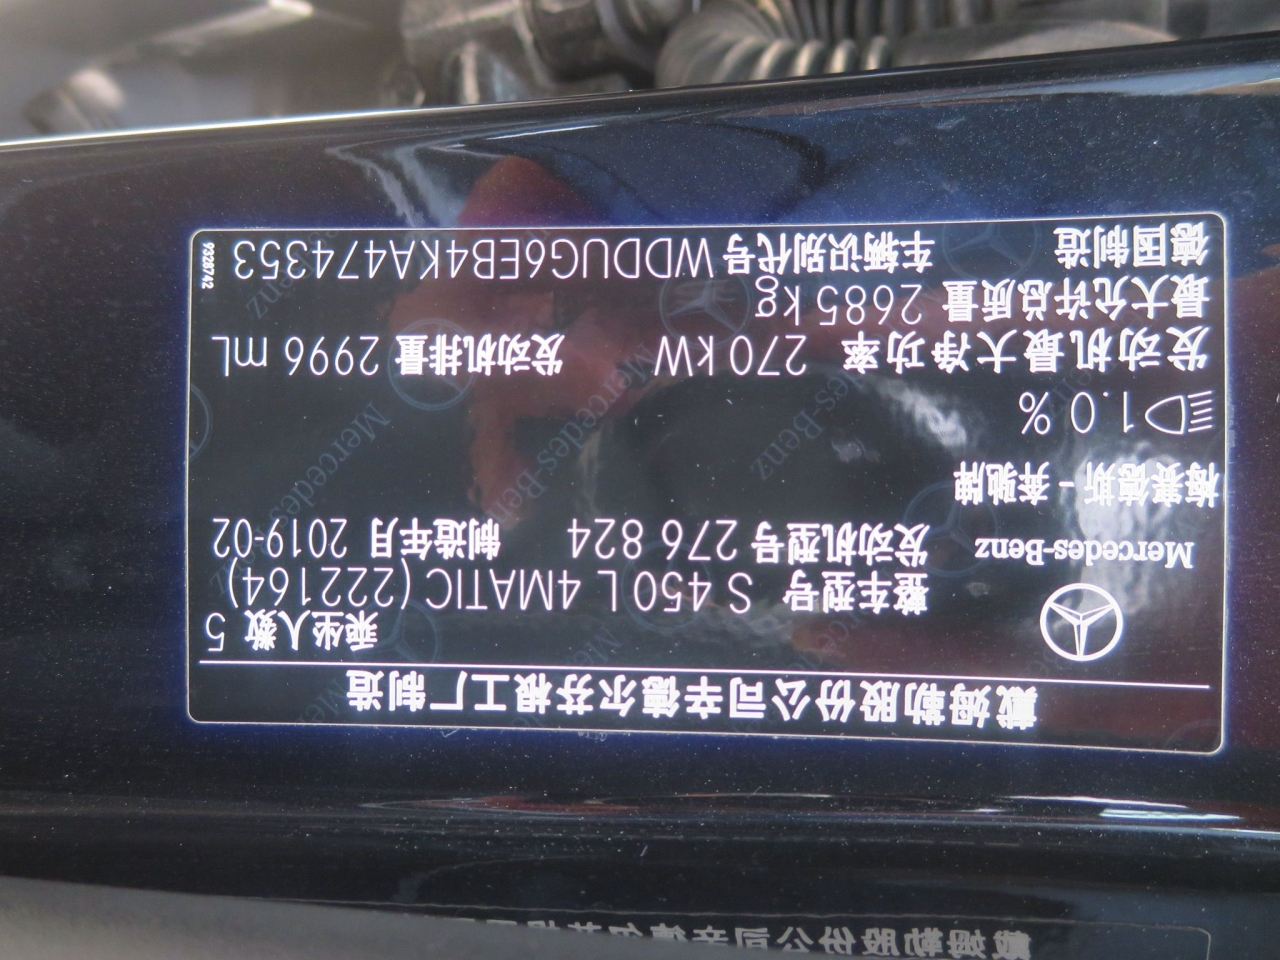 戴姆勒股份公司辛德尔芬根工厂制造
乘坐人数 5
整车型号 S 450 L 4MATIC (222164)
Mercedes-Benz 发动机型号 276 824 制造年月 2019-02
梅赛德斯 - 奔驰牌
1.0 %
发动机最大净功率 270 kW 发动机排量 2996 mL
最大允许总质量 2685 kg
德国制造 车辆识别代号 WDDUG6EB4KA474353
9328742